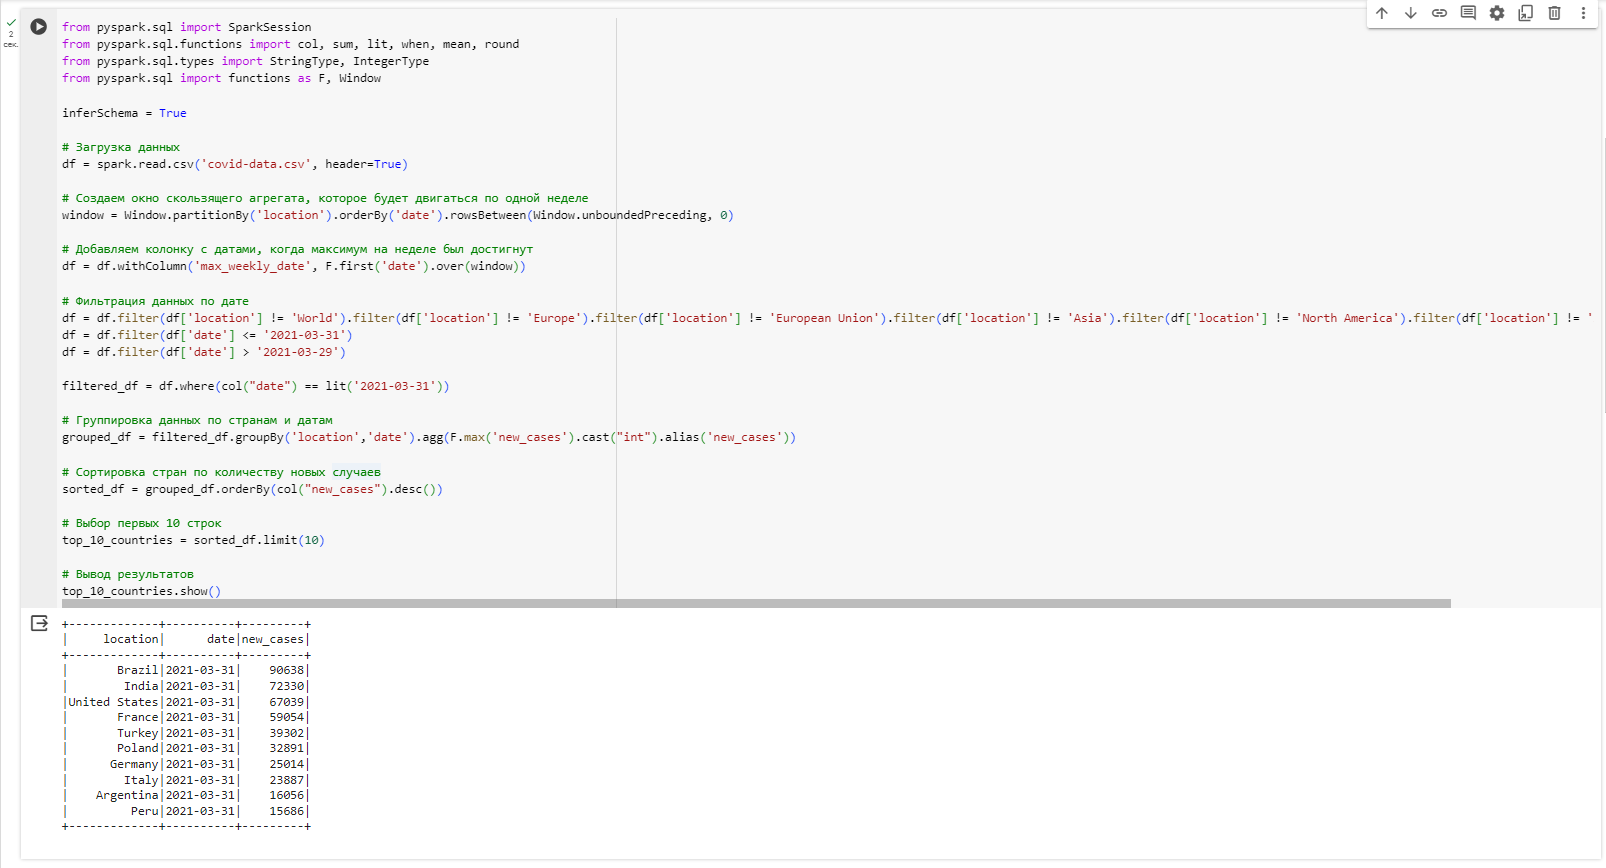 2
сек.
from pyspark.sql import SparkSession
from pyspark.sql.functions import col, sum, lit, when, mean, round
from pyspark.sql.types import StringType, IntegerType
from pyspark.sql import functions as F, Window
inferSchema = True
# Загрузка данных
df = spark.read.csv('covid-data.csv', header=True)
# Создаем окно скользящего агрегата, которое будет двигаться по одной неделе
window = Window.partitionBy('location').orderBy('date').rowsBetween(Window.unboundedPreceding, 0)
# Добавляем колонку с датами, когда максимум на неделе был достигнут
df = df.withColumn('max_weekly_date', F.first('date').over(window))
# Фильтрация данных по дате
df = df.filter(df['location'] != 'World').filter(df['location'] != 'Europe').filter(df['location'] != 'European Union').filter(df['location'] != 'Asia').filter(df['location'] != 'North America').filter(df['location'] != '
df = df.filter(df['date'] <= '2021-03-31')
df = df.filter(df['date'] > '2021-03-29')
filtered_df = df.where(col("date") == lit('2021-03-31'))
# Группировка данных по странам и датам
grouped_df = filtered_df.groupBy('location','date').agg(F.max('new_cases').cast("int").alias('new_cases'))
# Сортировка стран по количеству новых случаев
sorted_df = grouped_df.orderBy(col("new_cases").desc())
# Выбор первых 10 строк
top_10_countries = sorted_df.limit(10)
# Вывод результатов
top_10_countries.show()
+-------------+----------+---------+
|     location|      date|new_cases|
+-------------+----------+---------+
|       Brazil|2021-03-31|    90638|
|        India|2021-03-31|    72330|
|United States|2021-03-31|    67039|
|       France|2021-03-31|    59054|
|       Turkey|2021-03-31|    39302|
|       Poland|2021-03-31|    32891|
|      Germany|2021-03-31|    25014|
|        Italy|2021-03-31|    23887|
|    Argentina|2021-03-31|    16056|
|         Peru|2021-03-31|    15686|
+-------------+----------+---------+